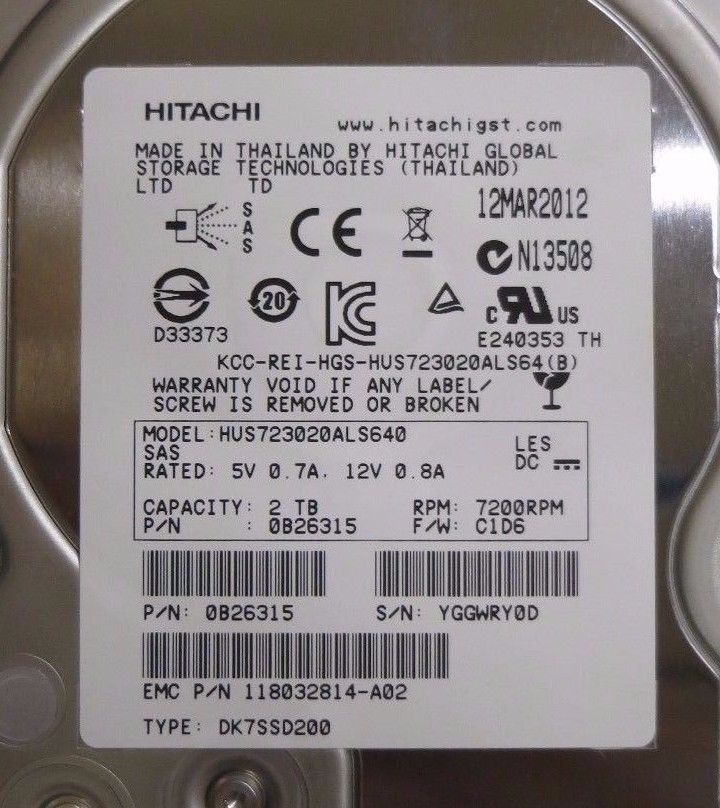 HITACHI
www.hitachigst.com
MADE IN THAILAND BY HITACHI GLOBAL
STORAGE TECHNOLOGIES (THAILAND)
LTD TD
12MAR2012
SAS
CE
N13508
20
D33373
c RU US
E240353 TH
KCC-REI-HGS-HUS723020ALS64(B)
WARRANTY VOID IF ANY LABEL/
SCREW IS REMOVED OR BROKEN
MODEL:HUS723020ALS640
SAS
LES
RATED: 5V 0.7A, 12V 0.8A
DC
CAPACITY: 2 TB RPM: 7200RPM
P/N : 0B26315 F/W: C1D6
P/N: 0B26315 S/N: YGGWRY0D
EMC P/N 118032814-A02
TYPE: DK7SSD200